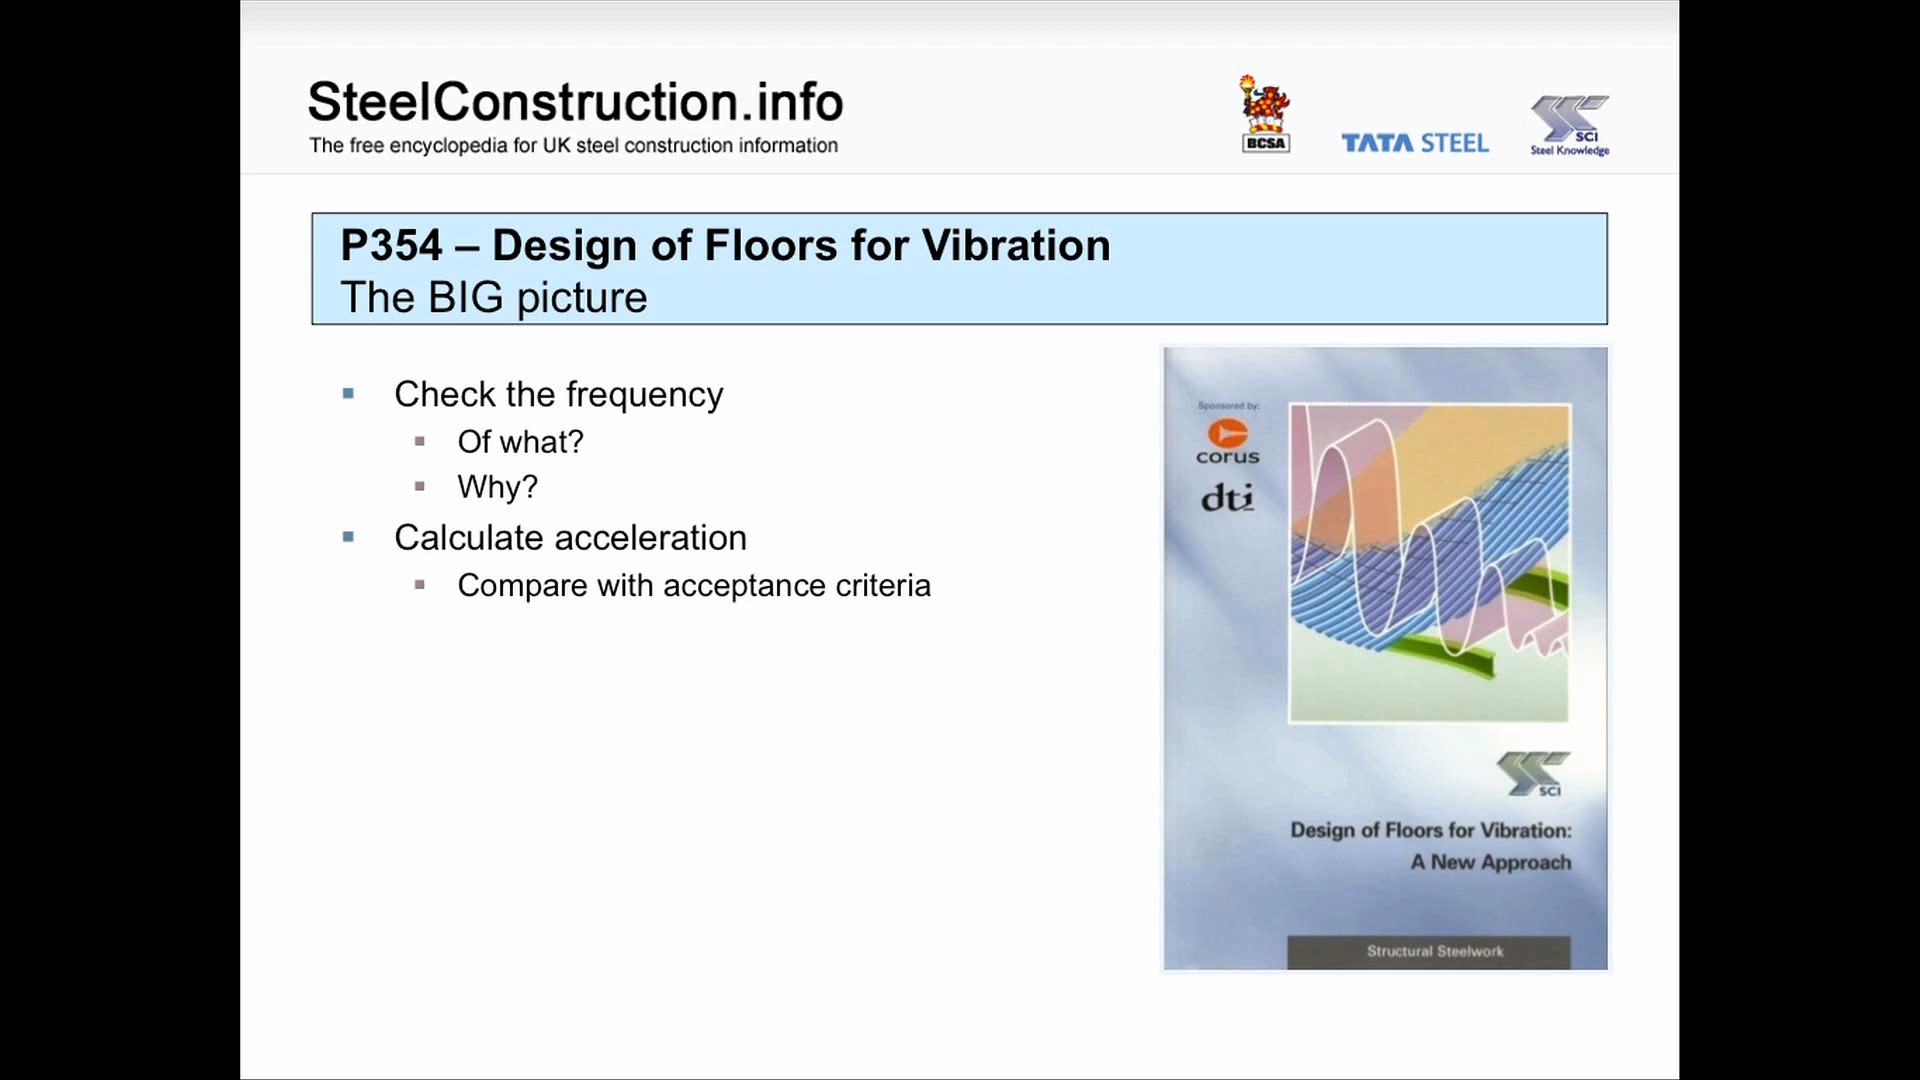 SteelConstruction.info
The free encyclopedia for UK steel construction information
BCSA
TATA STEEL
SCI
Steel Knowledge
P354 – Design of Floors for Vibration
The BIG picture
Check the frequency
Of what?
Why?
Calculate acceleration
Compare with acceptance criteria
Sponsored by:
corus
dti
SCI
Design of Floors for Vibration:
A New Approach
Structural Steelwork